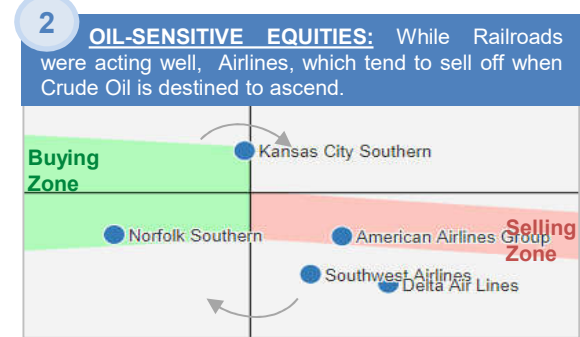 2
OIL-SENSITIVE EQUITIES: While Railroads
were acting well, Airlines, which tend to sell off when
Crude Oil is destined to ascend.
Buying
Zone
Kansas City Southern
Norfolk Southern
American Airlines Group
Selling
Zone
Southwest Airlines
Delta Air Lines